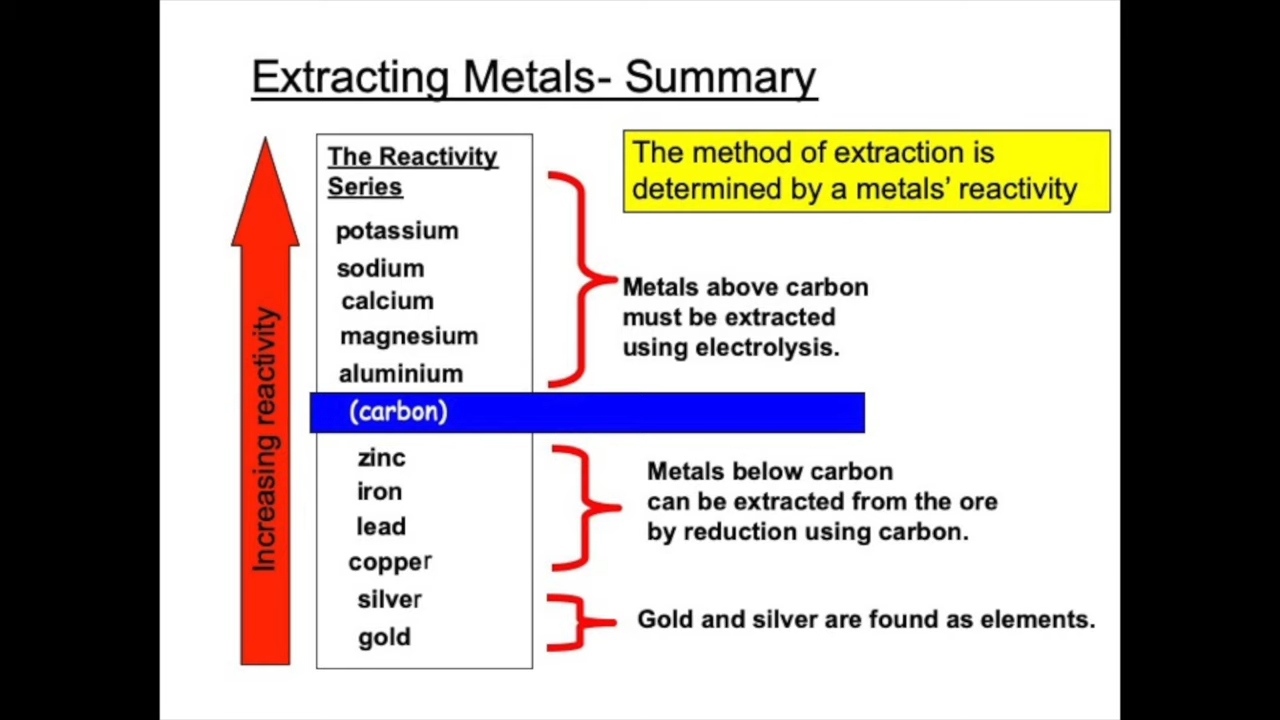 Extracting Metals- Summary
The Reactivity
Series
potassium
sodium
calcium
magnesium
aluminium
(carbon)
zinc
iron
lead
copper
silver
gold
Increasing reactivity
The method of extraction is
determined by a metals’ reactivity
Metals above carbon
must be extracted
using electrolysis.
Metals below carbon
can be extracted from the ore
by reduction using carbon.
Gold and silver are found as elements.